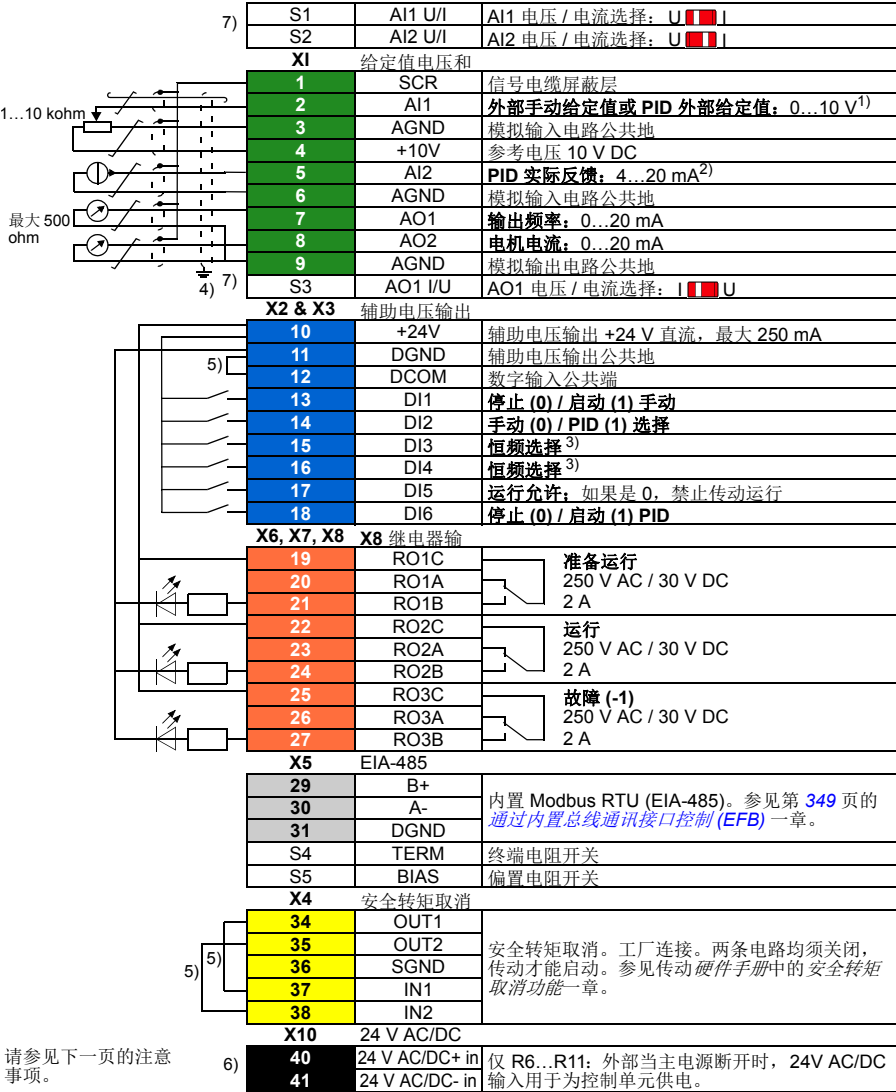 7) S1 AI1 U/I AI1 电压 / 电流选择： U I
S2 AI2 U/I AI2 电压 / 电流选择： U I
XI 给定值电压和
1 SCR 信号电缆屏蔽层
1…10 kohm 2 AI1 外部手动给定值或 PID 外部给定值：0…10 V1)
3 AGND 模拟输入电路公共地
4 +10V 参考电压 10 V DC
5 AI2 PID 实际反馈：4…20 mA2)
6 AGND 模拟输入电路公共地
最大 500 ohm 7 AO1 输出频率：0…20 mA
8 AO2 电机电流：0…20 mA
9 AGND 模拟输出电路公共地
4) 7) S3 AO1 I/U AO1 电压 / 电流选择： I U
X2 & X3 辅助电压输出
10 +24V 辅助电压输出 +24 V 直流，最大 250 mA
5) 11 DGND 辅助电压输出公共地
12 DCOM 数字输入公共端
13 DI1 停止 (0) / 启动 (1) 手动
14 DI2 手动 (0) / PID (1) 选择
15 DI3 恒频选择 3)
16 DI4 恒频选择 3)
17 DI5 运行允许；如果是 0，禁止传动运行
18 DI6 停止 (0) / 启动 (1) PID
X6, X7, X8 X8 继电器输
19 RO1C 准备运行
20 RO1A 250 V AC / 30 V DC
21 RO1B 2 A
22 RO2C 运行
23 RO2A 250 V AC / 30 V DC
24 RO2B 2 A
25 RO3C 故障 (-1)
26 RO3A 250 V AC / 30 V DC
27 RO3B 2 A
X5 EIA-485
29 B+ 内置 Modbus RTU (EIA-485)。参见第 349 页的
30 A- 通过内置总线通讯接口控制 (EFB) 一章。
31 DGND
S4 TERM 终端电阻开关
S5 BIAS 偏置电阻开关
X4 安全转矩取消
34 OUT1
35 OUT2 安全转矩取消。工厂连接。两条电路均须关闭，
5) 5) 36 SGND 传动才能启动。参见传动硬件手册中的安全转矩
37 IN1 取消功能一章。
38 IN2
X10 24 V AC/DC
请参见下一页的注意 6) 40 24 V AC/DC+ in 仅 R6…R11：外部当主电源断开时，24V AC/DC
事项。 41 24 V AC/DC- in 输入用于为控制单元供电。